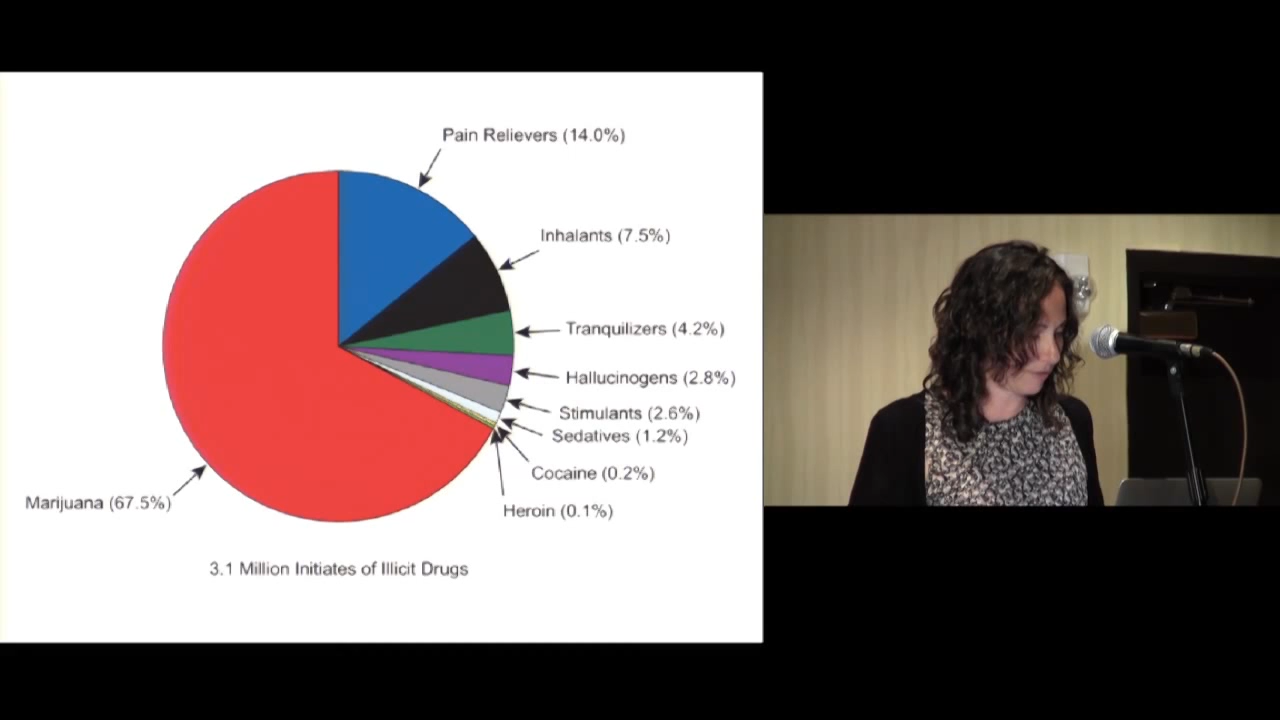 Pain Relievers (14.0%)
Inhalants (7.5%)
Tranquilizers (4.2%)
Hallucinogens (2.8%)
Stimulants (2.6%)
Sedatives (1.2%)
Cocaine (0.2%)
Marijuana (67.5%)
Heroin (0.1%)
3.1 Million Initiates of Illicit Drugs